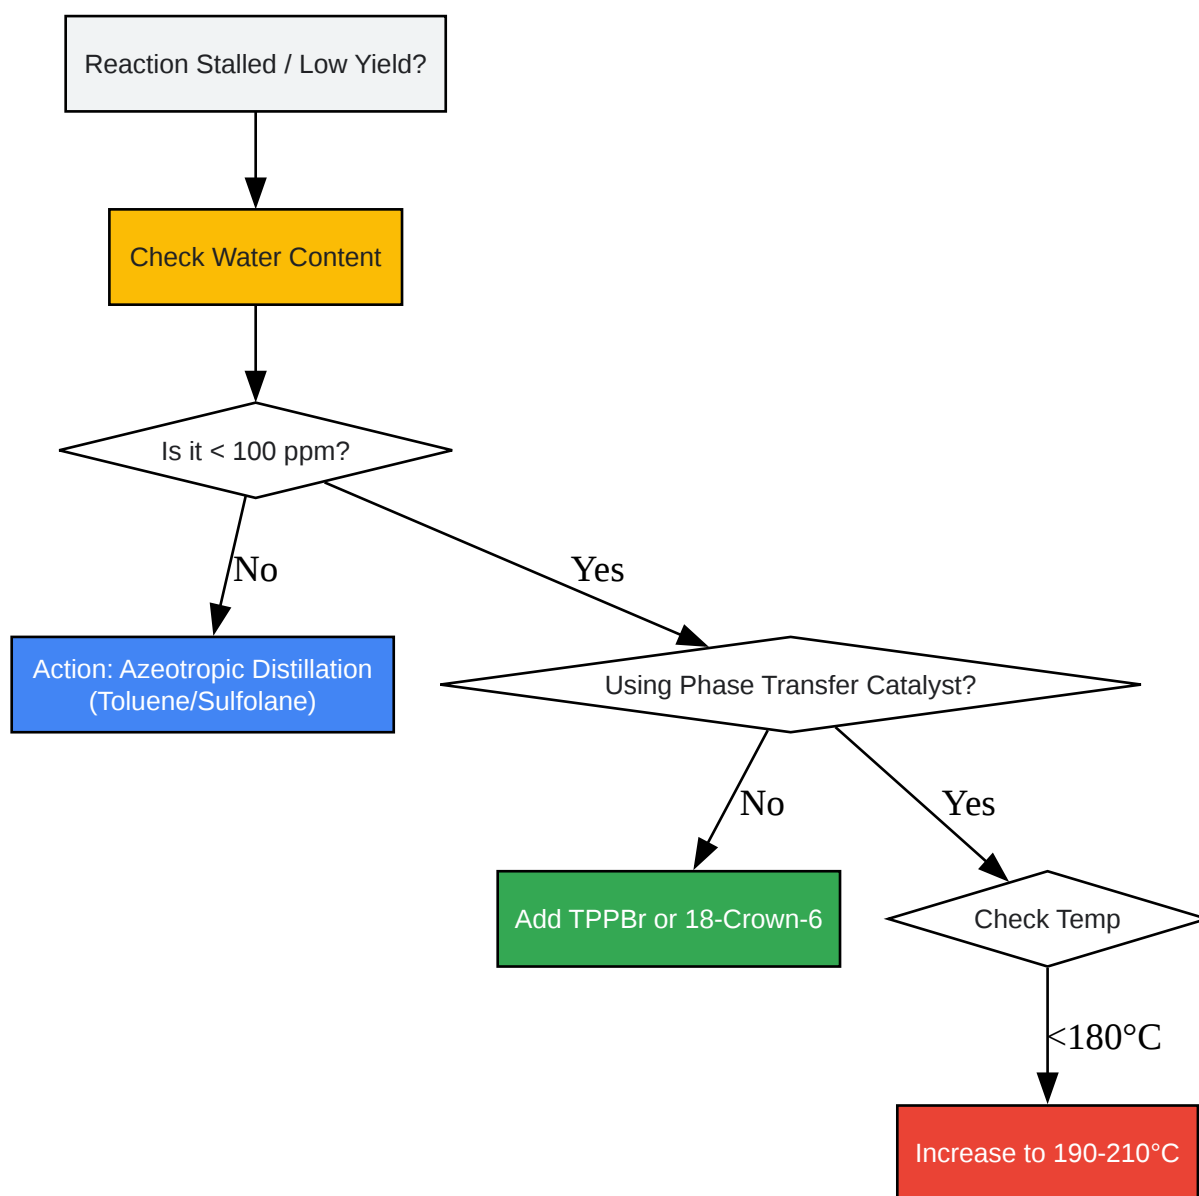 Reaction Stalled / Low Yield?
Check Water Content
Is it < 100 ppm?
No
Yes
Action: Azeotropic Distillation
(Toluene/Sulfolane)
Using Phase Transfer Catalyst?
No
Yes
Add TPPBr or 18-Crown-6
Check Temp
<180°C
Increase to 190-210°C